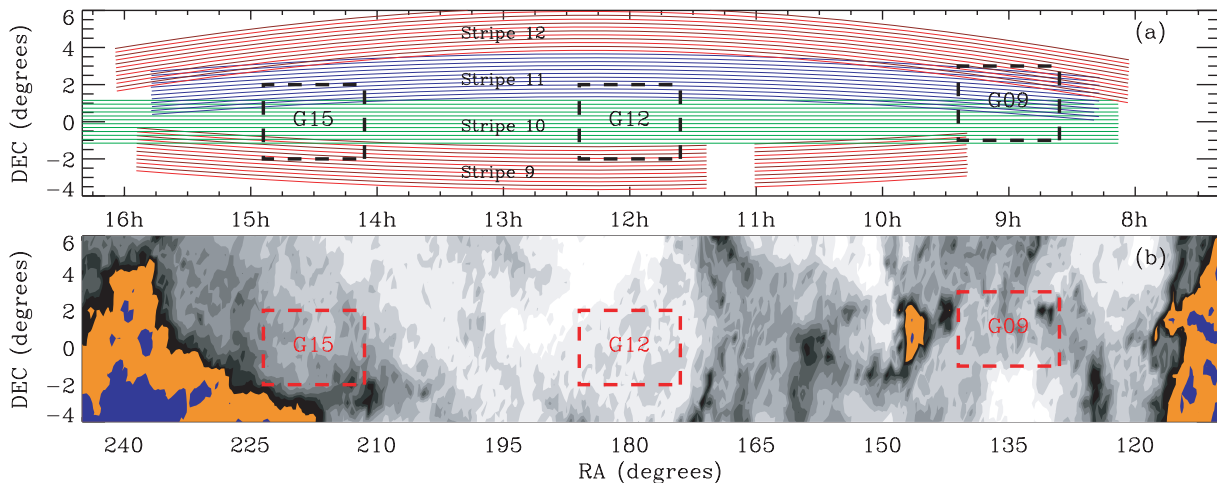 6
4
2
0
−2
−4
DEC (degrees)
Stripe 12
(a)
Stripe 11
G15
G12
G09
Stripe 10
Stripe 9
16h 15h 14h 13h 12h 11h 10h 9h 8h
6
4
2
0
−2
−4
DEC (degrees)
(b)
G15
G12
G09
240 225 210 195 180 165 150 135 120
RA (degrees)